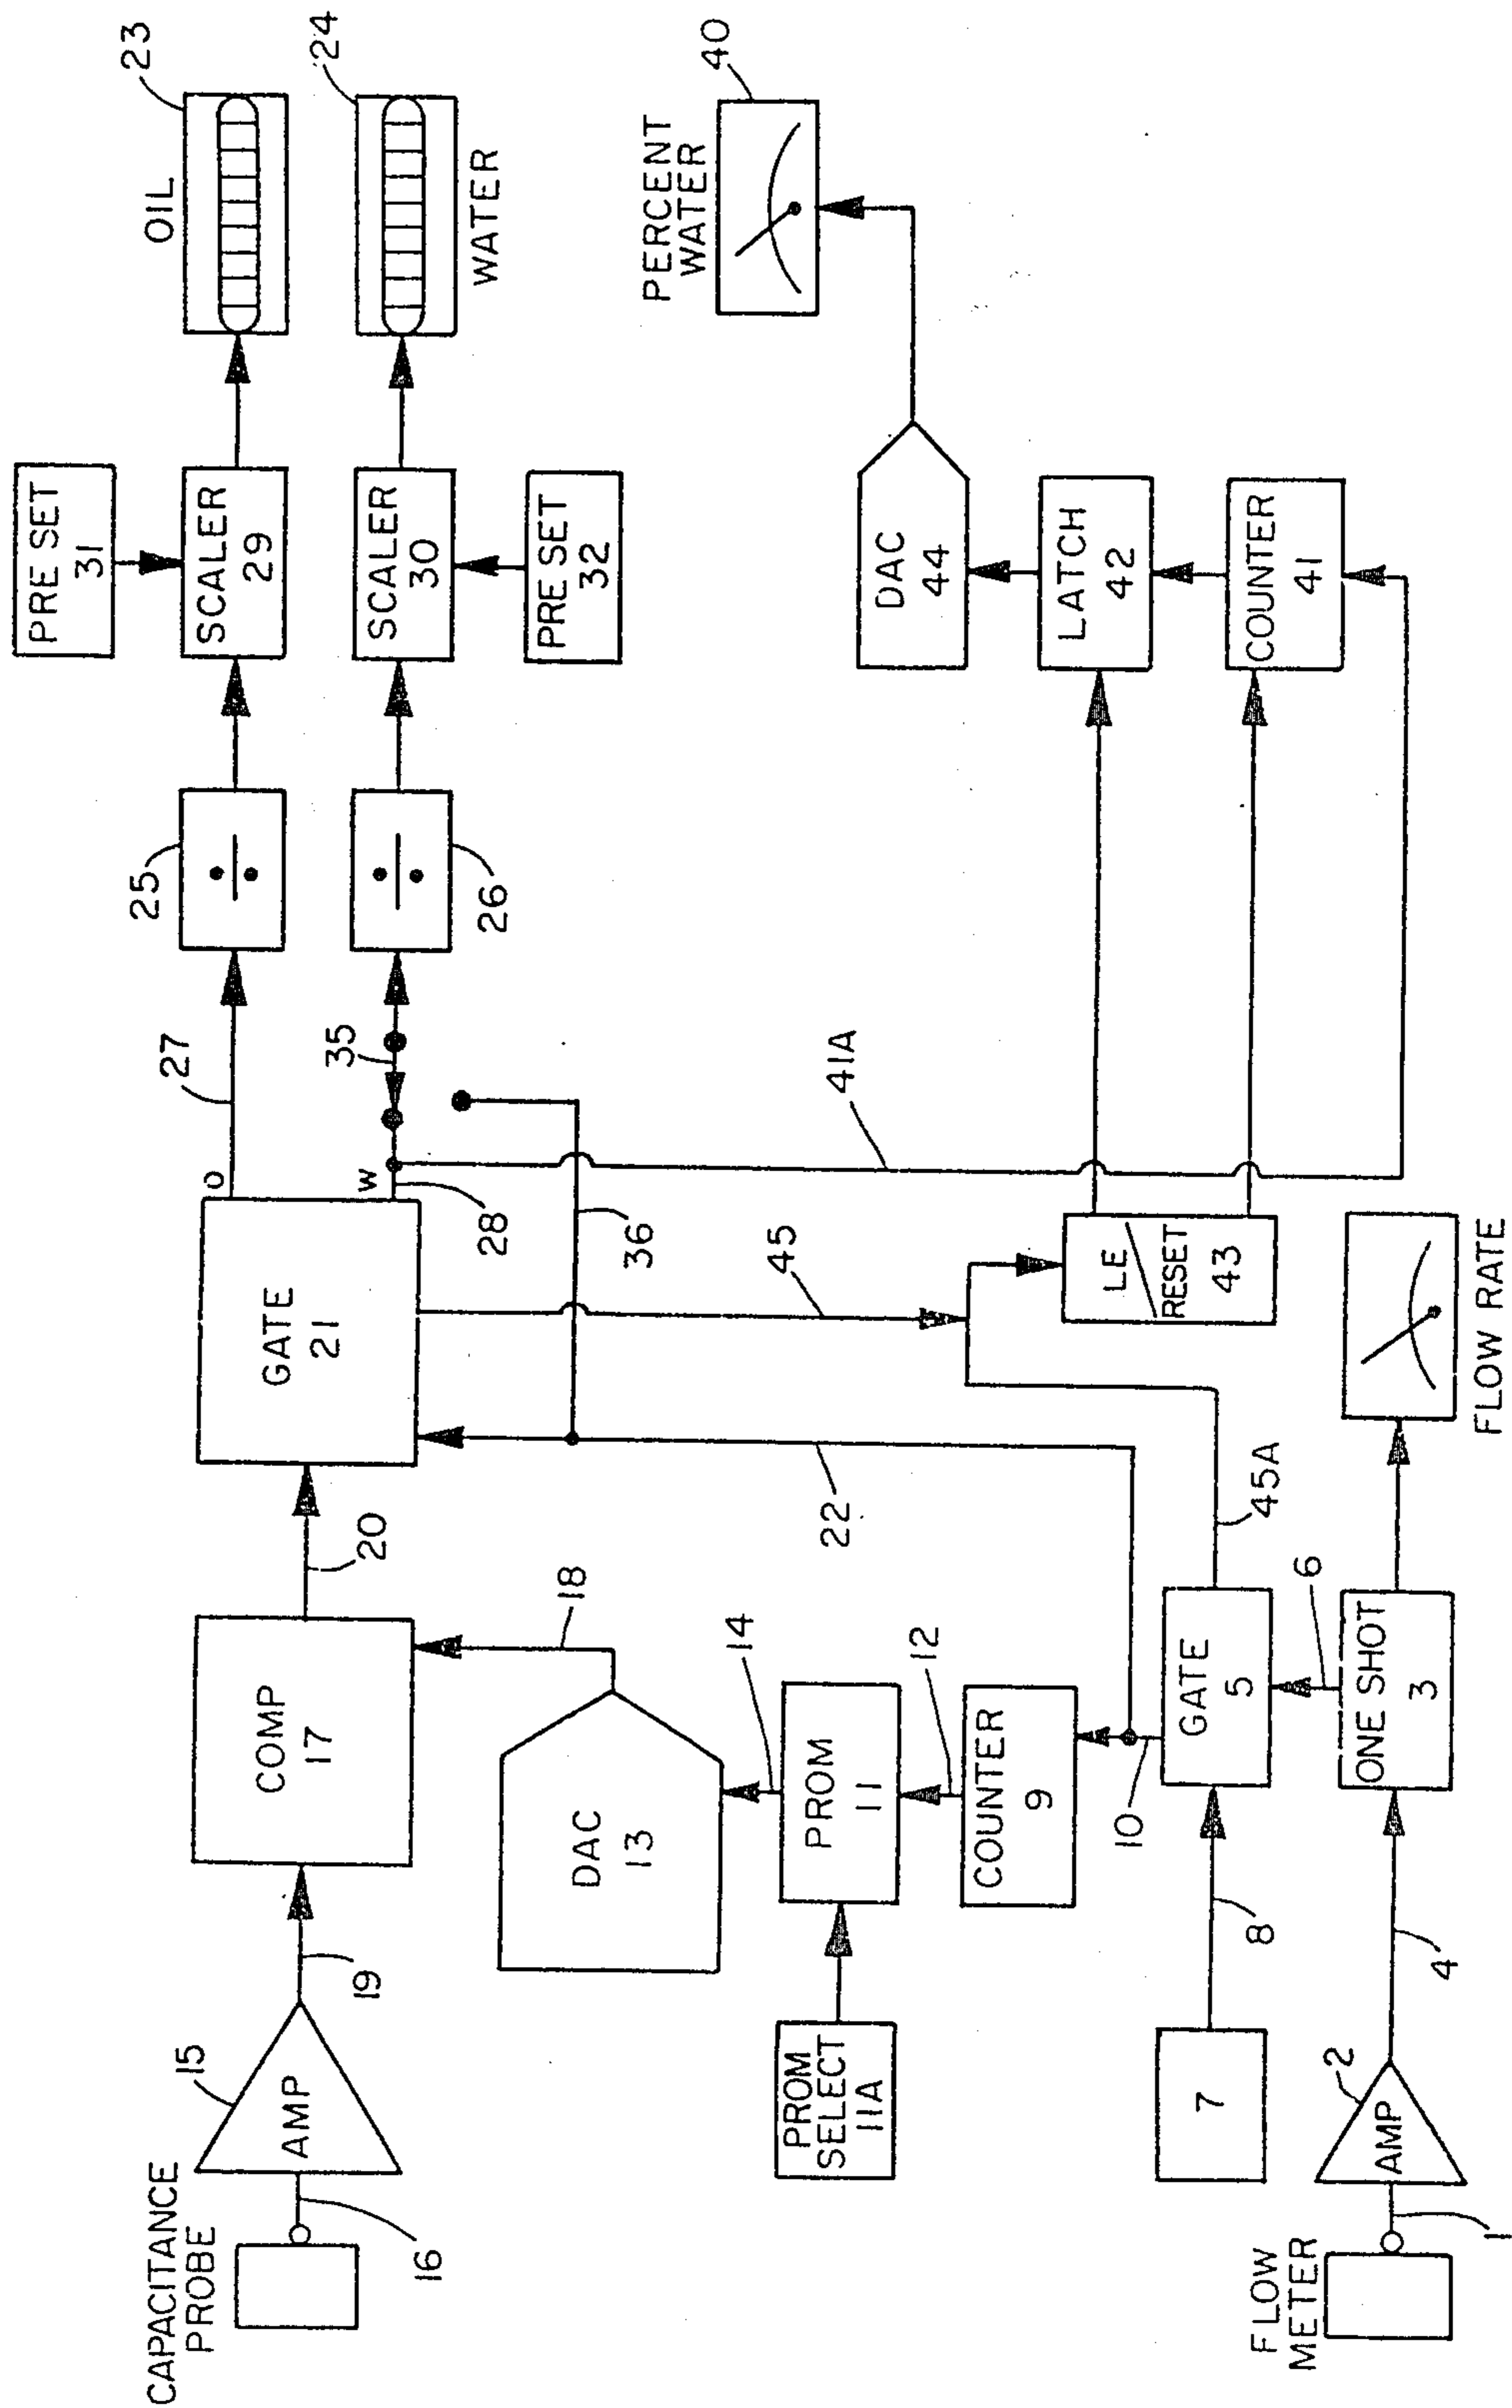 CAPACITANCE
PROBE
16
AMP
15
19
COMP
17
20
GATE
21
O
W
27
28
25
26
35
36
PRE SET
31
SCALER
29
SCALER
30
PRE SET
32
OIL
23
24
WATER
DAC
13
18
14
PROM
11
PROM
SELECT
11A
12
COUNTER
9
10
22
45
41A
PERCENT
WATER
40
DAC
44
LATCH
42
COUNTER
41
LE/
RESET
43
7
8
GATE
5
45A
6
FLOW
METER
1
AMP
2
4
ONE SHOT
3
FLOW RATE